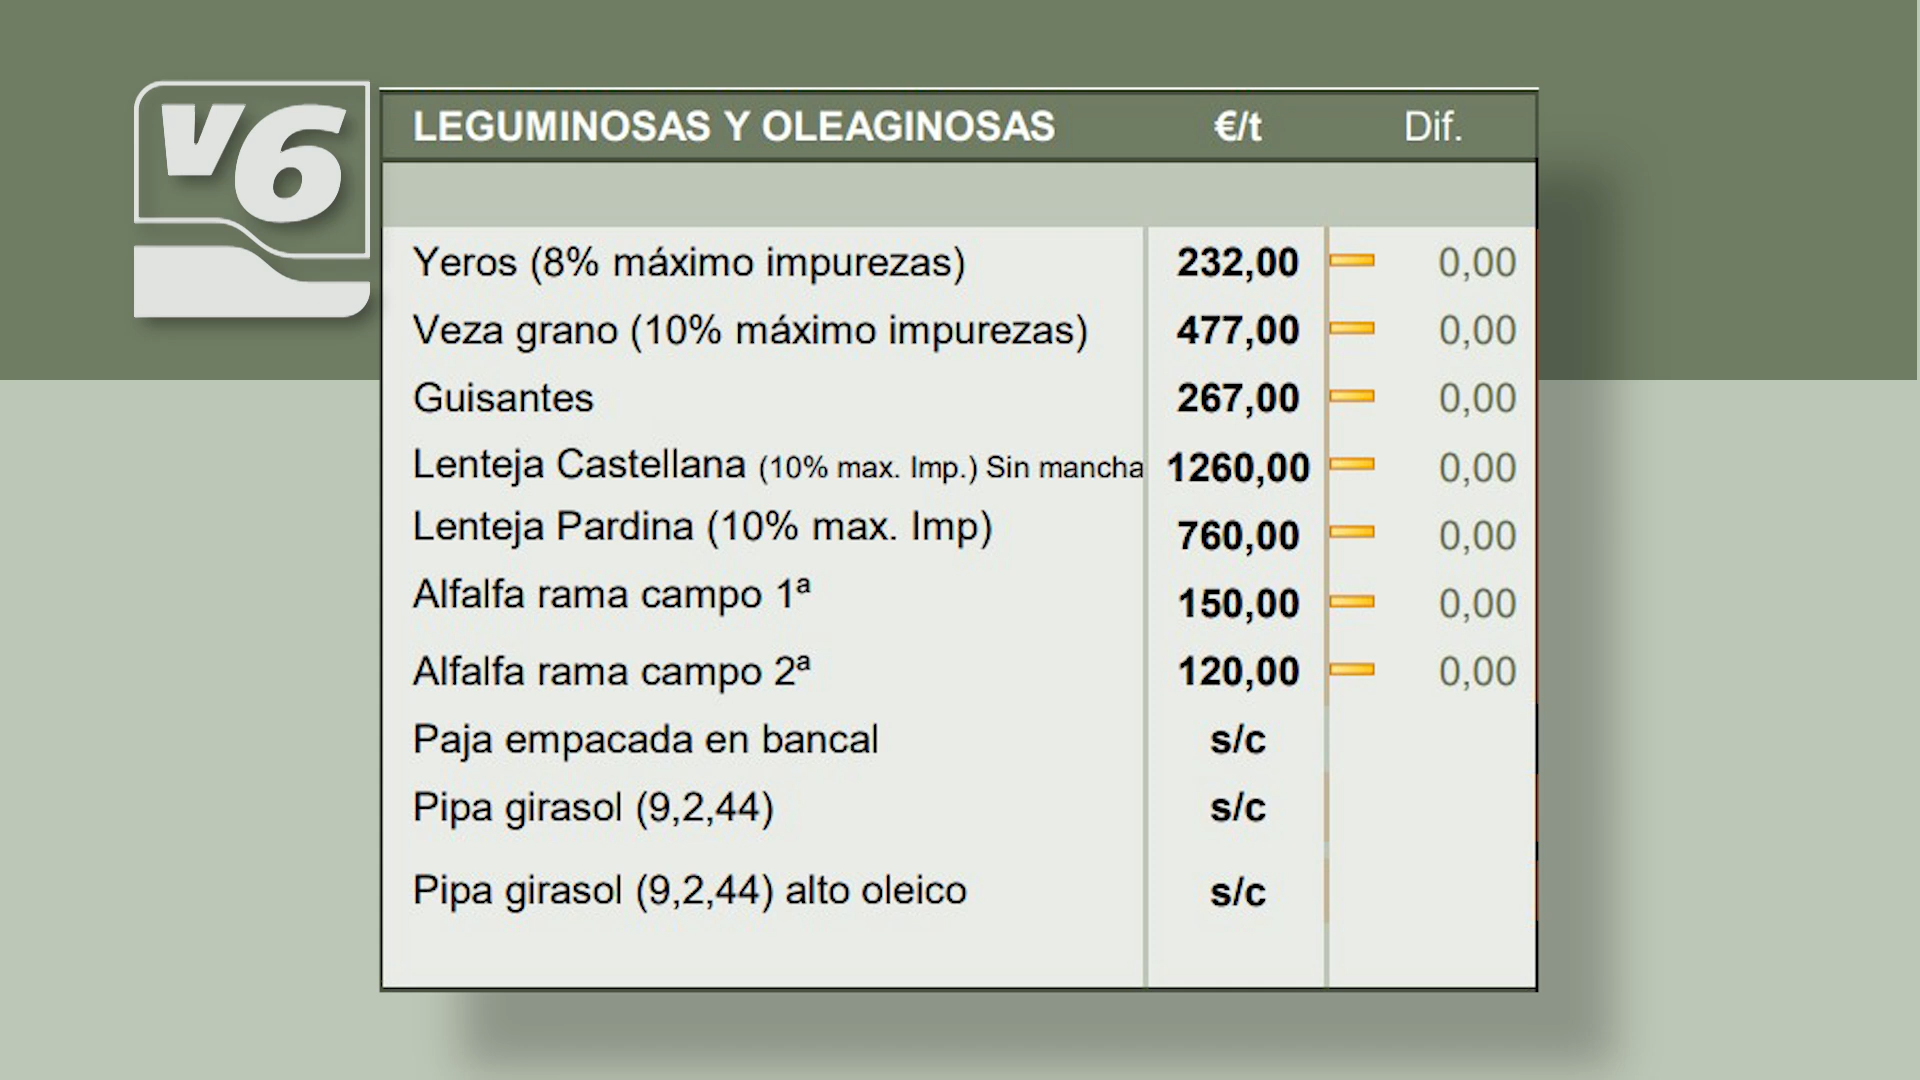 v6
LEGUMINOSAS Y OLEAGINOSAS €/t Dif.
Yeros (8% máximo impurezas) 232,00 0,00
Veza grano (10% máximo impurezas) 477,00 0,00
Guisantes 267,00 0,00
Lenteja Castellana (10% max. Imp.) Sin mancha 1260,00 0,00
Lenteja Pardina (10% max. Imp) 760,00 0,00
Alfalfa rama campo 1ª 150,00 0,00
Alfalfa rama campo 2ª 120,00 0,00
Paja empacada en bancal s/c
Pipa girasol (9,2,44) s/c
Pipa girasol (9,2,44) alto oleico s/c